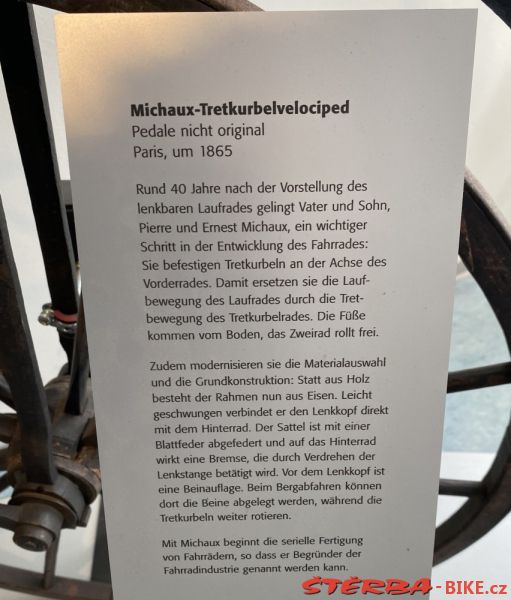 Michaux-Tretkurbelvelociped
Pedale nicht original
Paris, um 1865
Rund 40 Jahre nach der Vorstellung des
lenkbaren Laufrades gelingt Vater und Sohn,
Pierre und Ernest Michaux, ein wichtiger
Schritt in der Entwicklung des Fahrrades:
Sie befestigen Tretkurbeln an der Achse des
Vorderrades. Damit ersetzen sie die Lauf-
bewegung des Laufrades durch die Tret-
bewegung des Tretkurbelrades. Die Füße
kommen vom Boden, das Zweirad rollt frei.
Zudem modernisieren sie die Materialauswahl
und die Grundkonstruktion: Statt aus Holz
besteht der Rahmen nun aus Eisen. Leicht
geschwungen verbindet er den Lenkkopf direkt
mit dem Hinterrad. Der Sattel ist mit einer
Blattfeder abgefedert und auf das Hinterrad
wirkt eine Bremse, die durch Verdrehen der
Lenkstange betätigt wird. Vor dem Lenkkopf ist
eine Beinauflage. Beim Bergabfahren können
dort die Beine abgelegt werden, während die
Tretkurbeln weiter rotieren.
Mit Michaux beginnt die serielle Fertigung
von Fahrrädern, so dass er Begründer der
Fahrradindustrie genannt werden kann.
ŠTĚRBA-BIKE.cz